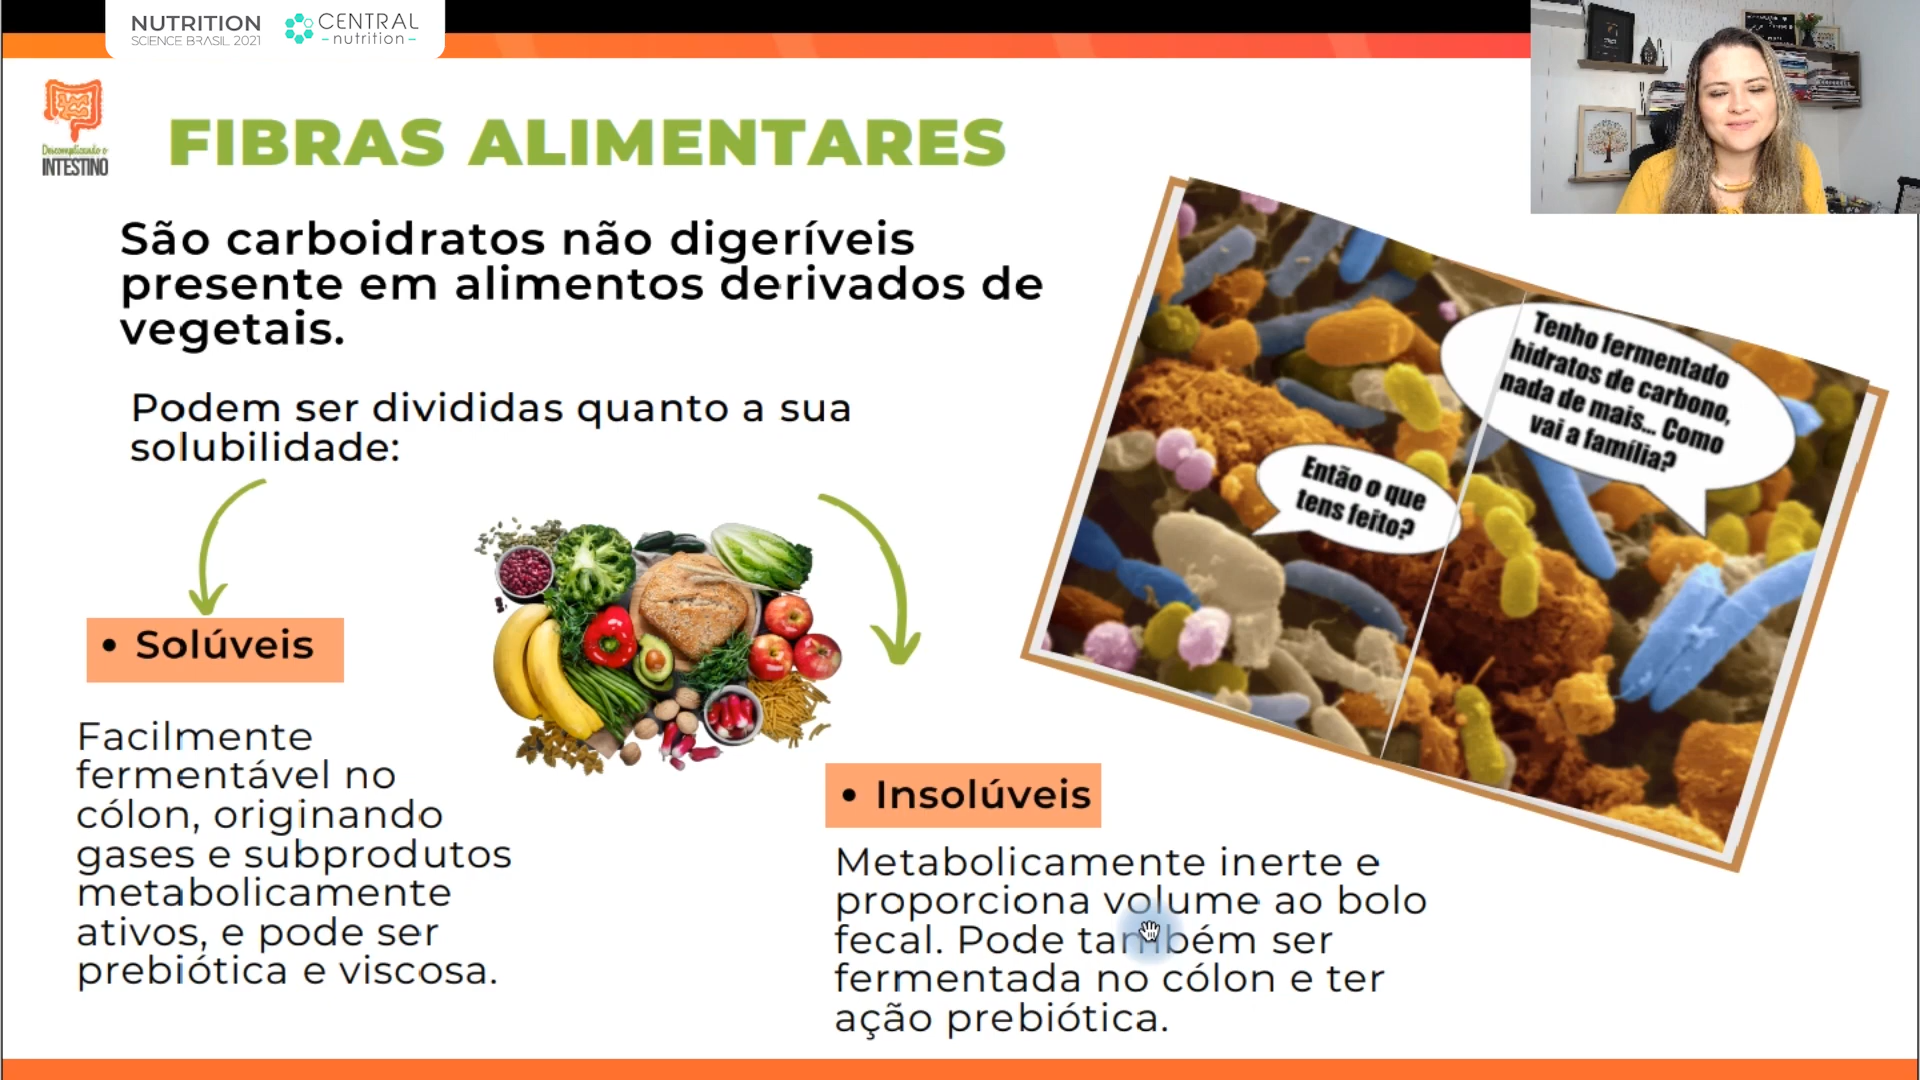 NUTRITION
SCIENCE BRASIL 2021
CENTRAL
nutrition
Descomplicando o
INTESTINO
FIBRAS ALIMENTARES
São carboidratos não digeríveis
presente em alimentos derivados de
vegetais.
Podem ser divididas quanto a sua
solubilidade:
• Solúveis
Facilmente
fermentável no
cólon, originando
gases e subprodutos
metabolicamente
ativos, e pode ser
prebiótica e viscosa.
• Insolúveis
Metabolicamente inerte e
proporciona volume ao bolo
fecal. Pode também ser
fermentada no cólon e ter
ação prebiótica.
Então o que
tens feito?
Tenho fermentado
hidratos de carbono,
nada de mais... Como
vai a família?